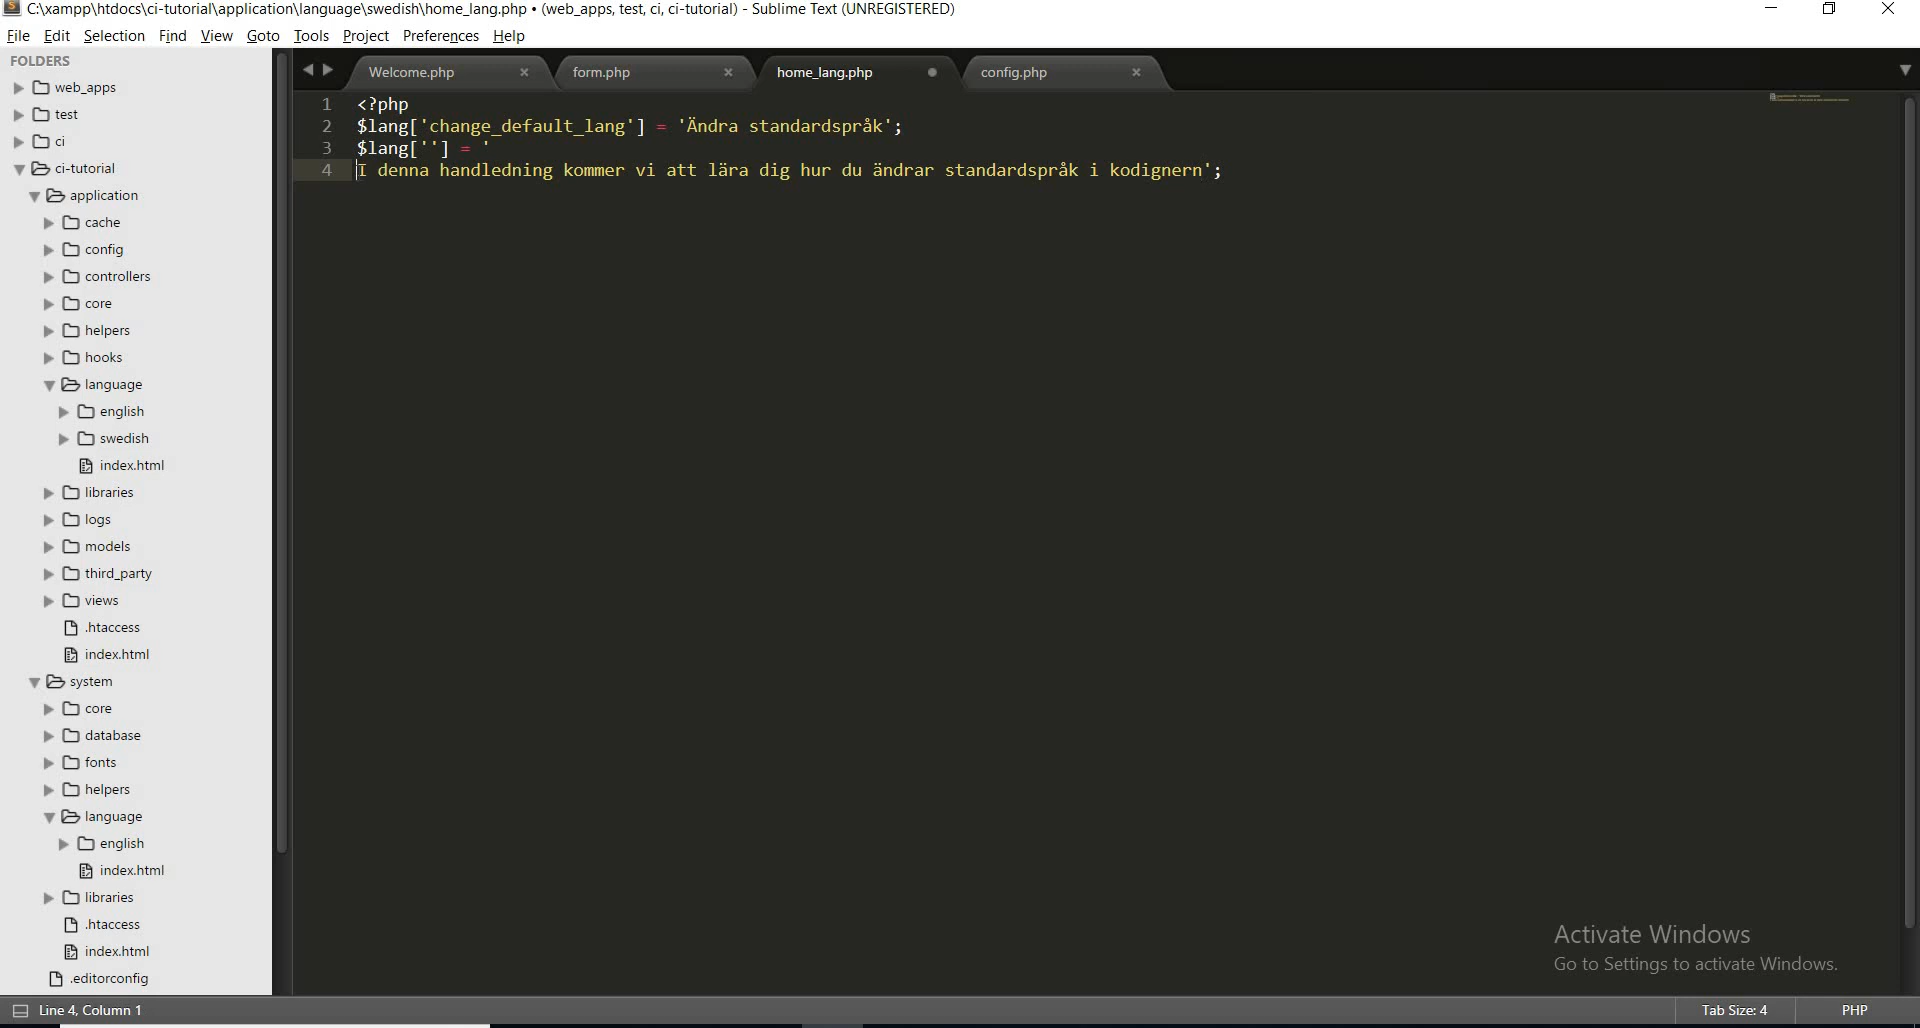 C:\xampp\htdocs\ci-tutorial\application\language\swedish\home_lang.php • (web_apps, test, ci, ci-tutorial) - Sublime Text (UNREGISTERED)
File Edit Selection Find View Goto Tools Project Preferences Help
FOLDERS
web_apps
test
ci
ci-tutorial
application
cache
config
controllers
core
helpers
hooks
language
english
swedish
index.html
libraries
logs
models
third_party
views
.htaccess
index.html
system
core
database
fonts
helpers
language
english
index.html
libraries
.htaccess
index.html
.editorconfig
Welcome.php form.php home_lang.php config.php
1 <?php
2 $lang['change_default_lang'] = 'Ändra standardspråk';
3 $lang[''] = '
4 I denna handledning kommer vi att lära dig hur du ändrar standardspråk i kodignern';
Activate Windows
Go to Settings to activate Windows.
Line 4, Column 1 Tab Size: 4 PHP